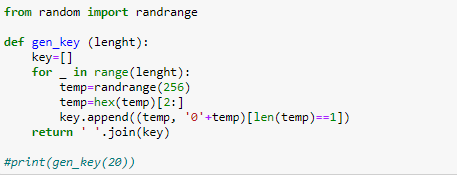 from random import randrange
def gen_key (lenght):
    key=[]
    for _ in range(lenght):
        temp=randrange(256)
        temp=hex(temp)[2:]
        key.append((temp, '0'+temp)[len(temp)==1])
    return ' '.join(key)
#print(gen_key(20))